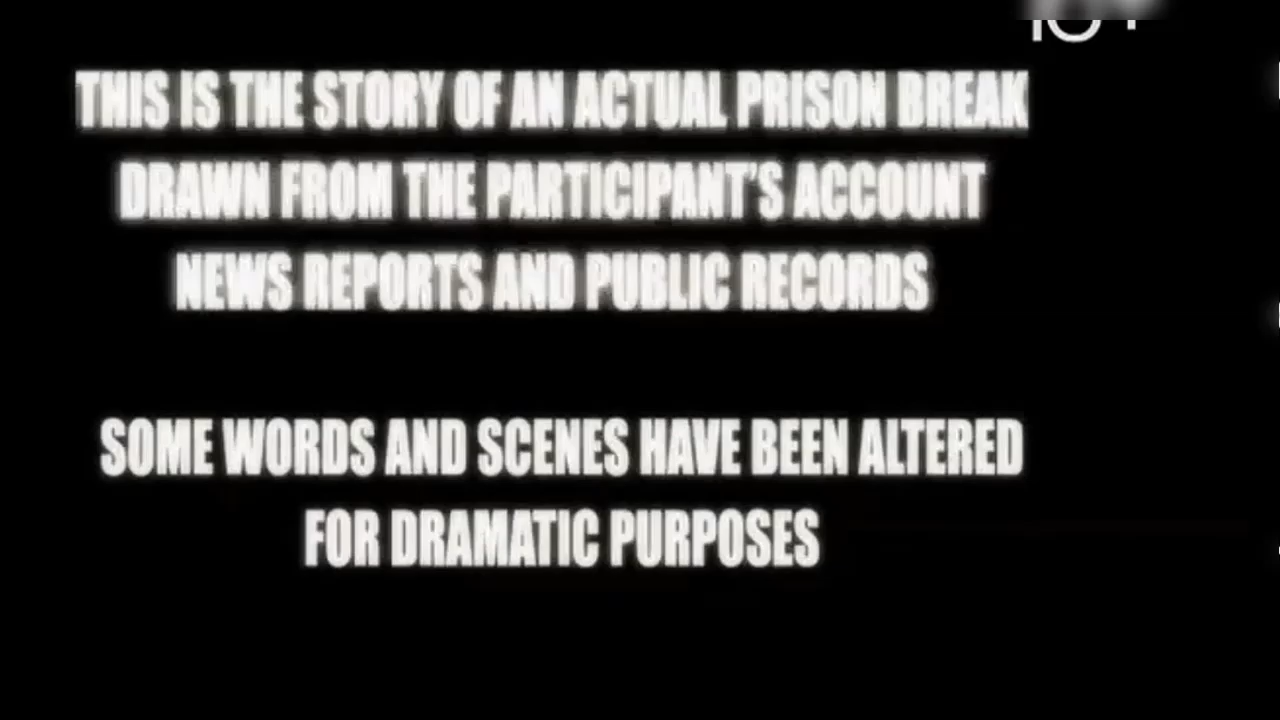 THIS IS THE STORY OF AN ACTUAL PRISON BREAK
DRAWN FROM THE PARTICIPANT'S ACCOUNT
NEWS REPORTS AND PUBLIC RECORDS
SOME WORDS AND SCENES HAVE BEEN ALTERED
FOR DRAMATIC PURPOSES